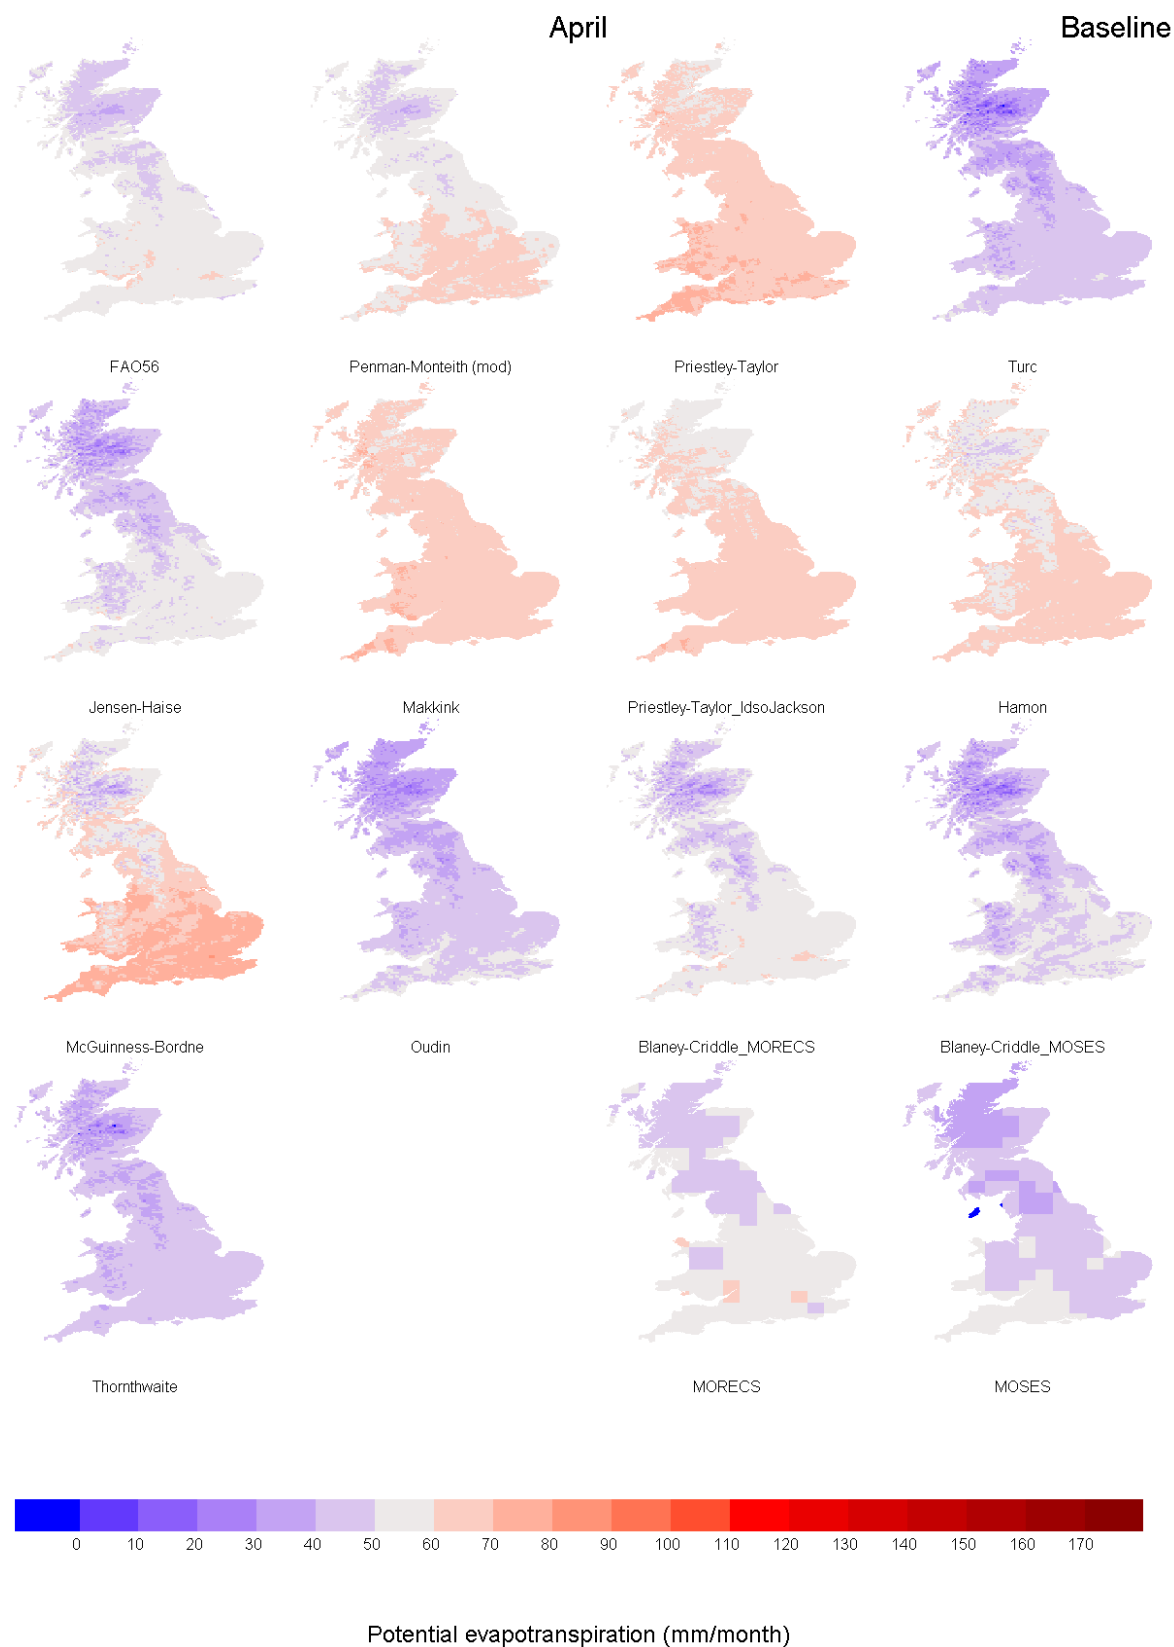 April Baseline
FAO56 Penman-Monteith (mod) Priestley-Taylor Turc
Jensen-Haise Makkink Priestley-Taylor_IdsoJackson Hamon
McGuinness-Bordne Oudin Blaney-Criddle_MORECS Blaney-Criddle_MOSES
Thornthwaite MORECS MOSES
0 10 20 30 40 50 60 70 80 90 100 110 120 130 140 150 160 170
Potential evapotranspiration (mm/month)